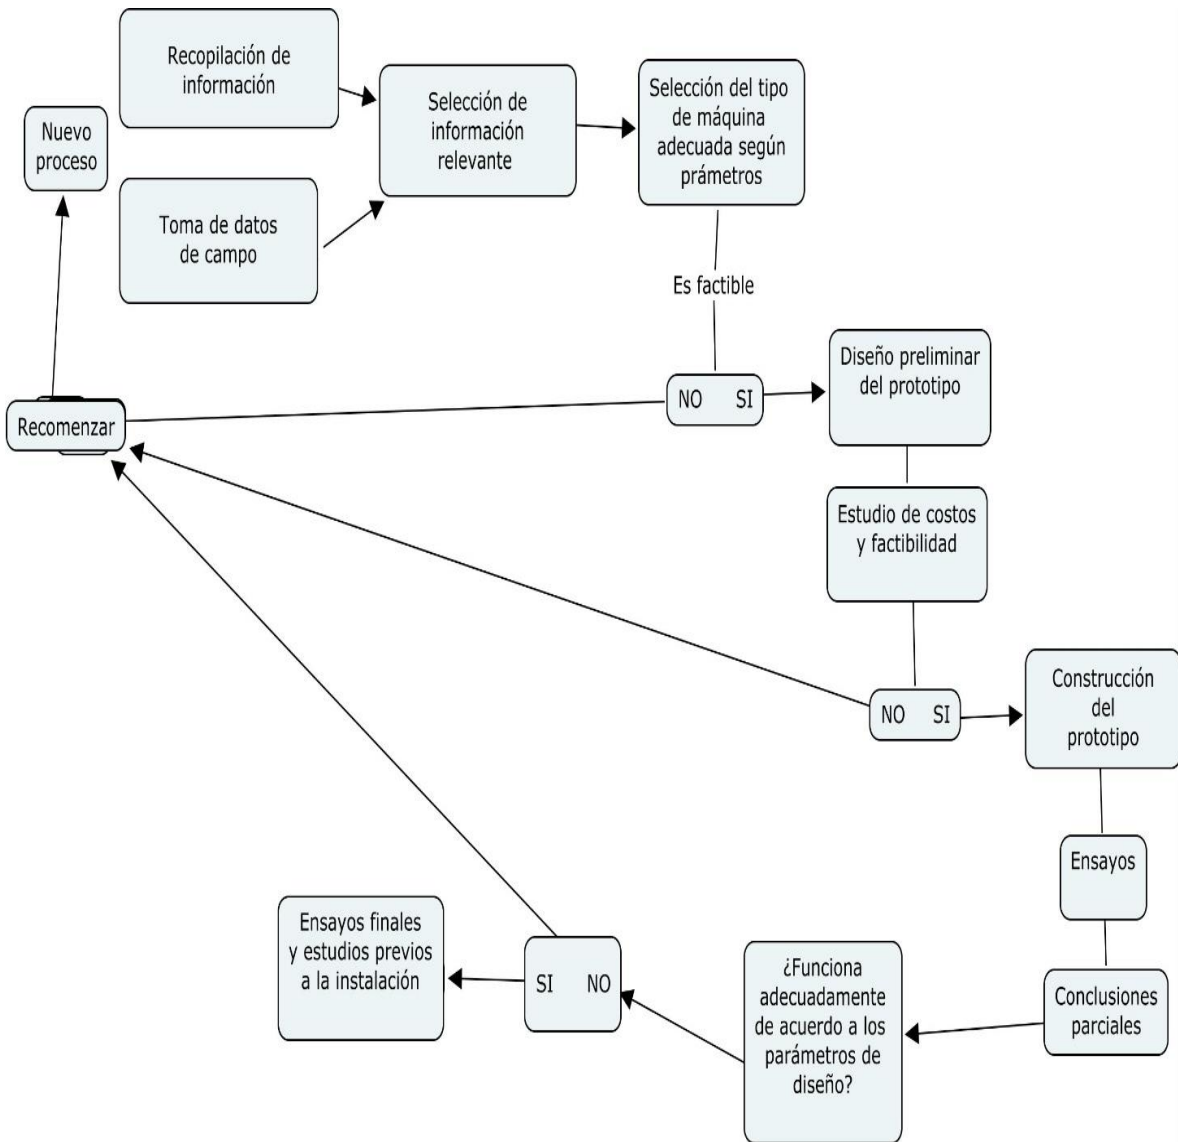 Recopilación de
información
Nuevo
proceso
Selección de
información
relevante
Selección del tipo
de máquina
adecuada según
prámetros
Toma de datos
de campo
Es factible
NO SI
Diseño preliminar
del prototipo
Recomenzar
Estudio de costos
y factibilidad
NO SI
Construcción
del
prototipo
Ensayos
Conclusiones
parciales
¿Funciona
adecuadamente
de acuerdo a los
parámetros de
diseño?
SI NO
Ensayos finales
y estudios previos
a la instalación